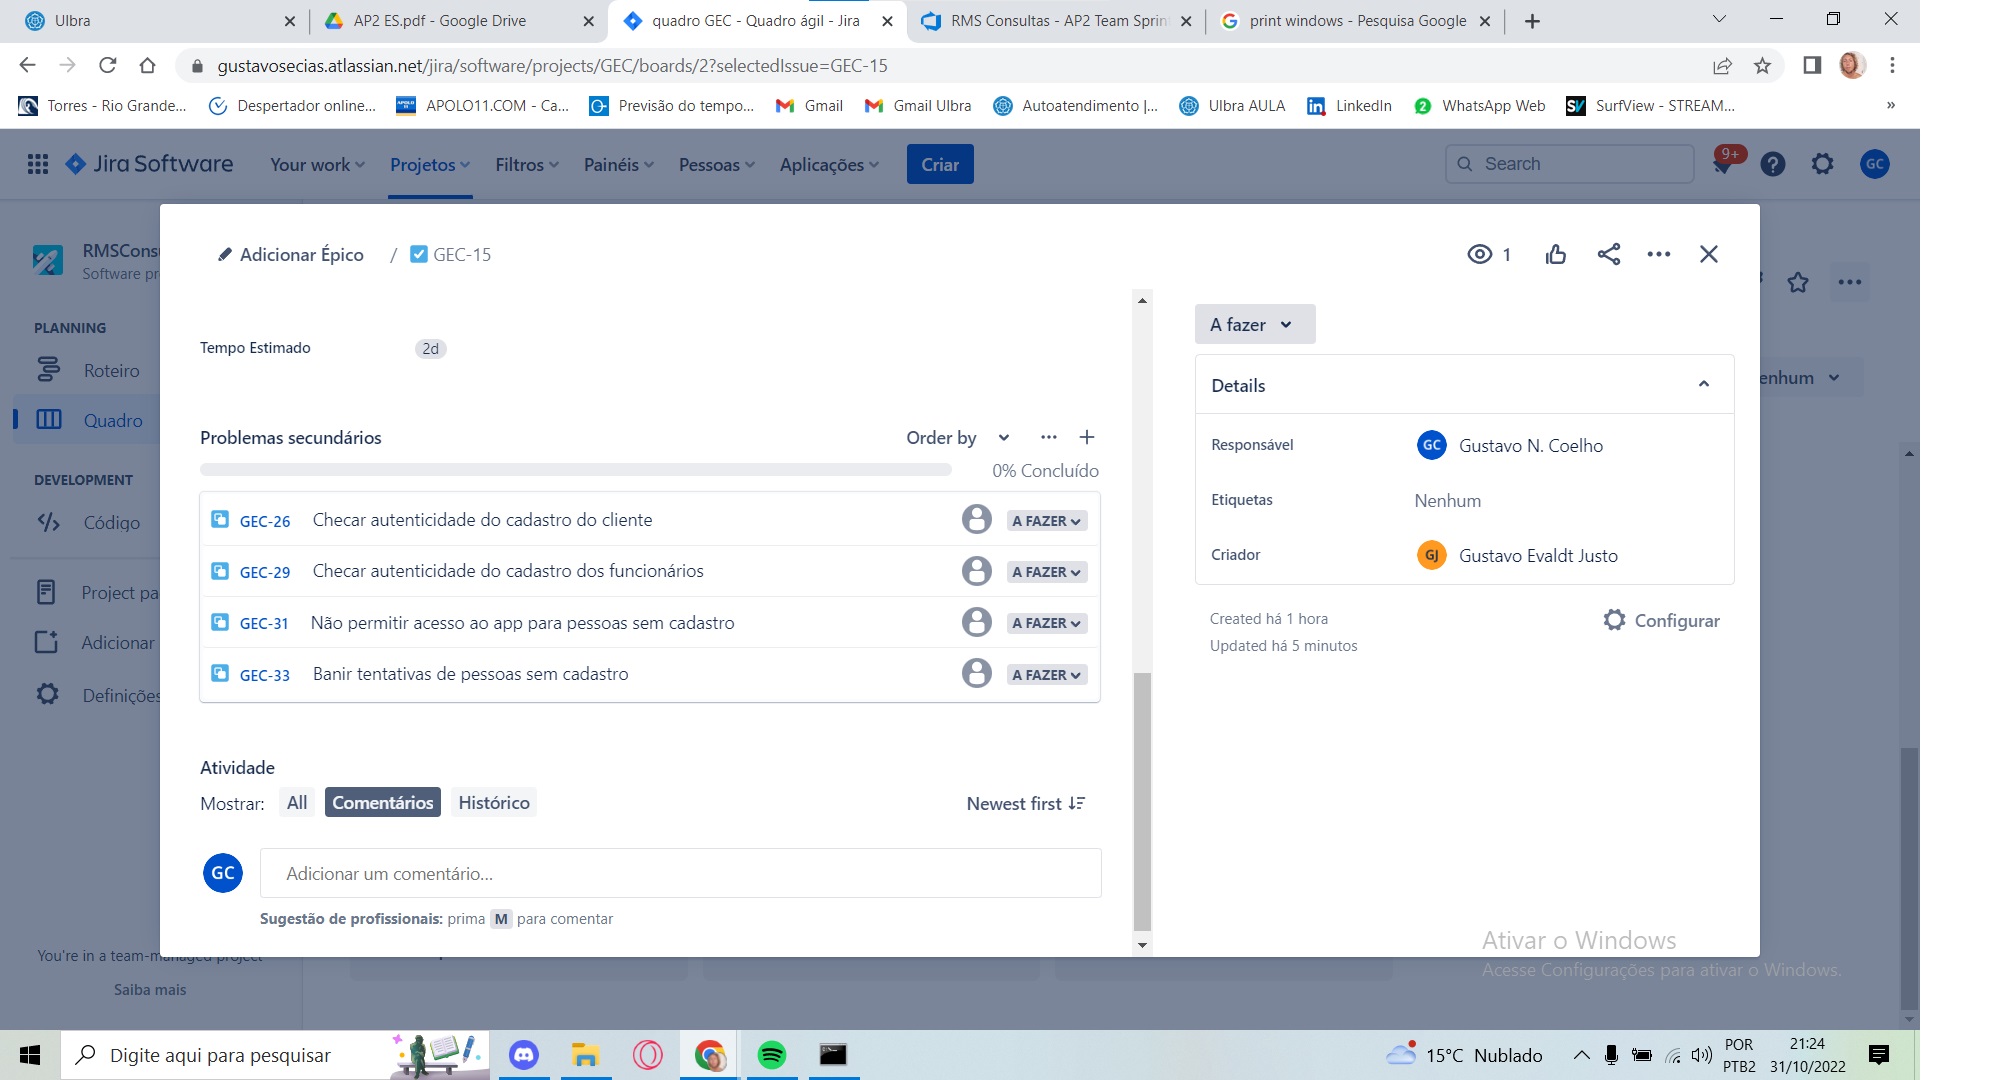 Ulbra
AP2 ES.pdf - Google Drive
quadro GEC - Quadro ágil - Jira
RMS Consultas - AP2 Team Sprin
print windows - Pesquisa Google
gustavosecias.atlassian.net/jira/software/projects/GEC/boards/2?selectedIssue=GEC-15
Torres - Rio Grande...
Despertador online...
APOLO11.COM - Ca...
Previsão do tempo...
Gmail
Gmail Ulbra
Autoatendimento |...
Ulbra AULA
LinkedIn
WhatsApp Web
SurfView - STREAM...
»
Jira Software
Your work
Projetos
Filtros
Painéis
Pessoas
Aplicações
Criar
Search
9+
GC
RMSConsu
Software pr
PLANNING
Roteiro
Quadro
DEVELOPMENT
Código
Project pa
Adicionar
Definições
You're in a team-managed project
Saiba mais
enhum
Adicionar Épico / GEC-15
1
Tempo Estimado 2d
Problemas secundários
Order by
0% Concluído
GEC-26 Checar autenticidade do cadastro do cliente A FAZER
GEC-29 Checar autenticidade do cadastro dos funcionários A FAZER
GEC-31 Não permitir acesso ao app para pessoas sem cadastro A FAZER
GEC-33 Banir tentativas de pessoas sem cadastro A FAZER
Atividade
Mostrar: All Comentários Histórico Newest first
GC Adicionar um comentário...
Sugestão de profissionais: prima M para comentar
A fazer
Details
Responsável GC Gustavo N. Coelho
Etiquetas Nenhum
Criador GJ Gustavo Evaldt Justo
Created há 1 hora
Configurar
Updated há 5 minutos
Ativar o Windows
Acesse Configurações para ativar o Windows.
Digite aqui para pesquisar
15°C Nublado
POR
PTB2
21:24
31/10/2022